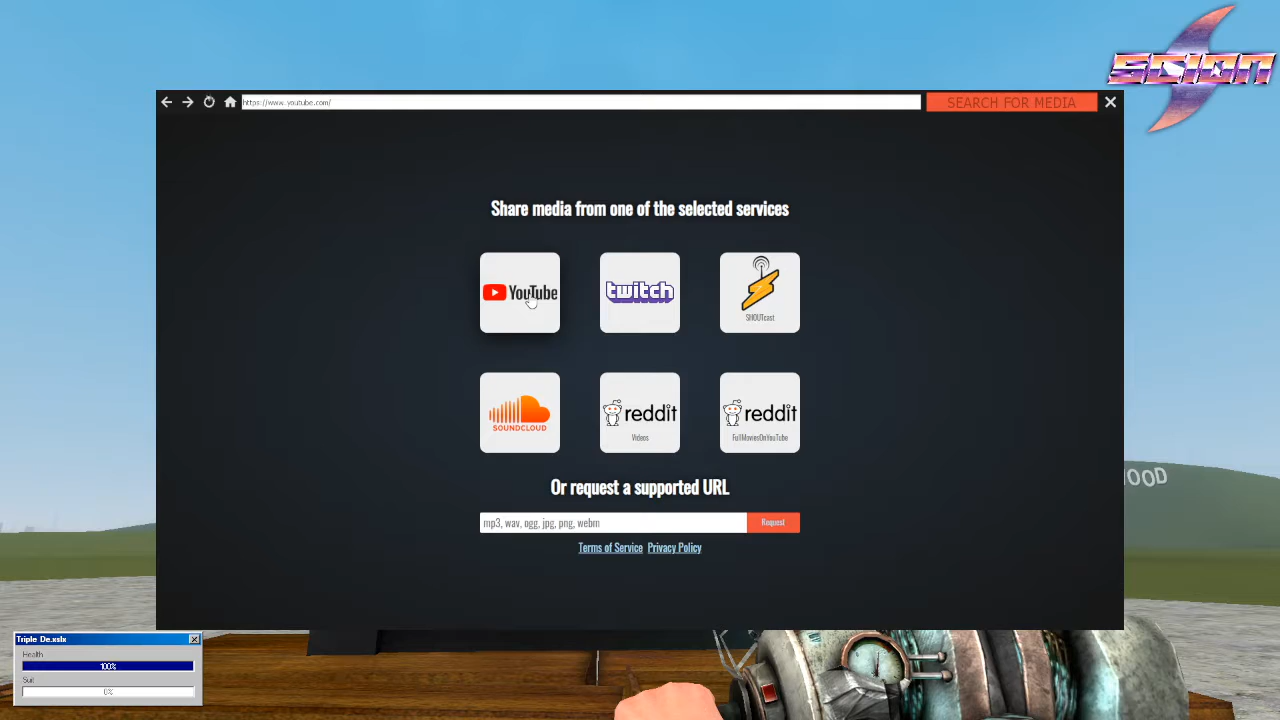 SCION
https://www.youtube.com/
SEARCH FOR MEDIA
Share media from one of the selected services
YouTube
twitch
SHOUTcast
SOUNDCLOUD
reddit
Videos
reddit
FullMoviesOnYouTube
Or request a supported URL
mp3, wav, ogg, jpg, png, webm
Request
Terms of Service Privacy Policy
OOD
Triple De.xslx
Health
100%
Suit
0%